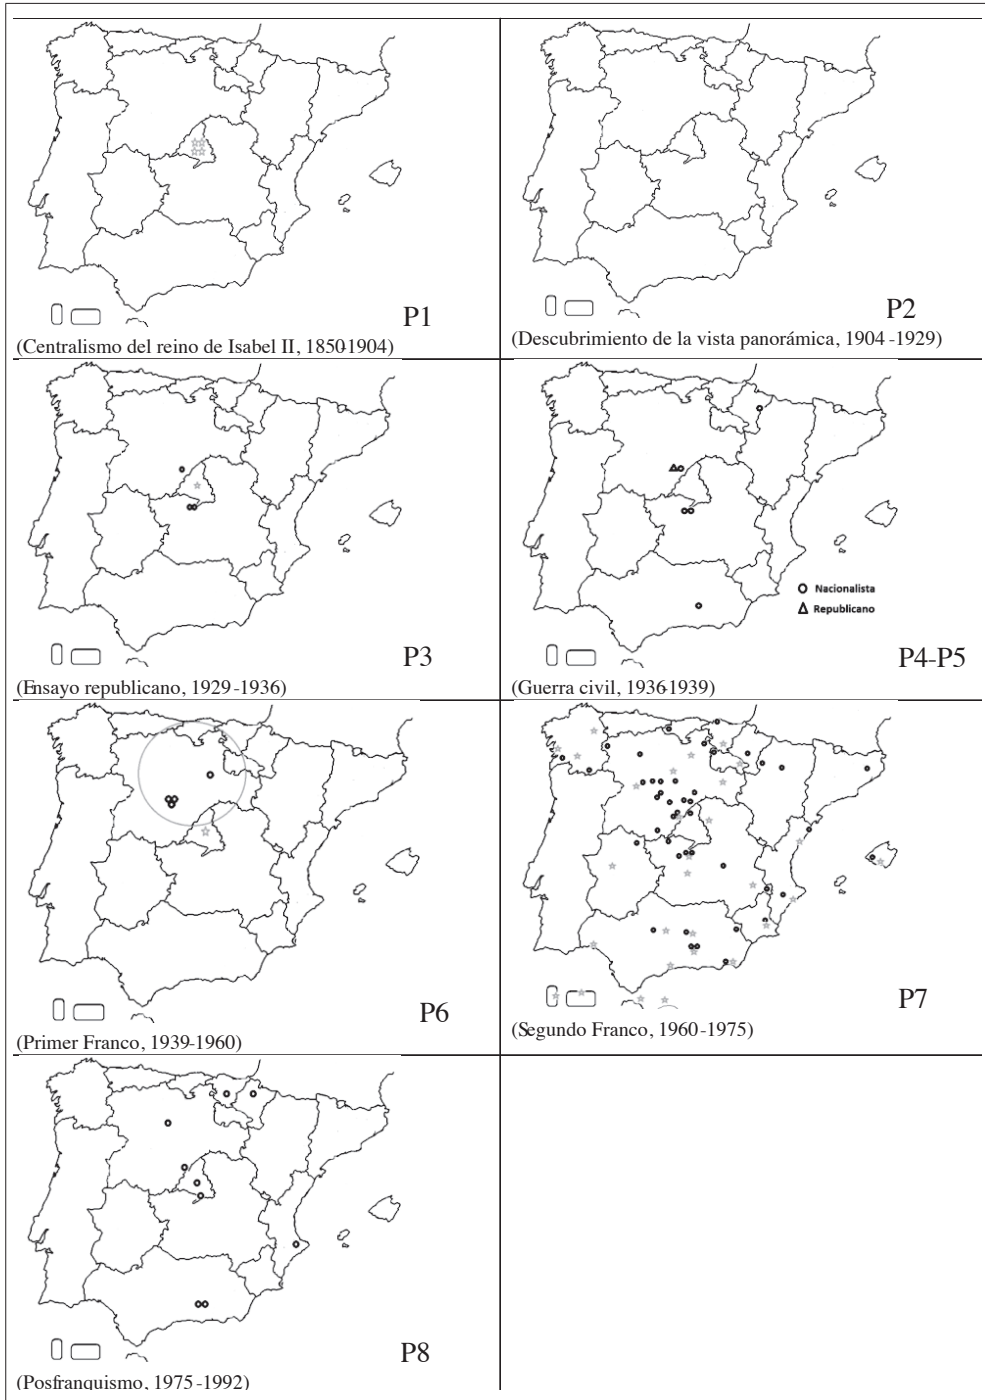 P1
(Centralismo del reino de Isabel II, 1850-1904)
P2
(Descubrimiento de la vista panorámica, 1904-1929)
P3
(Ensayo republicano, 1929-1936)
Nacionalista
Republicano
P4-P5
(Guerra civil, 1936-1939)
P6
(Primer Franco, 1939-1960)
P7
(Segundo Franco, 1960-1975)
P8
(Posfranquismo, 1975-1992)